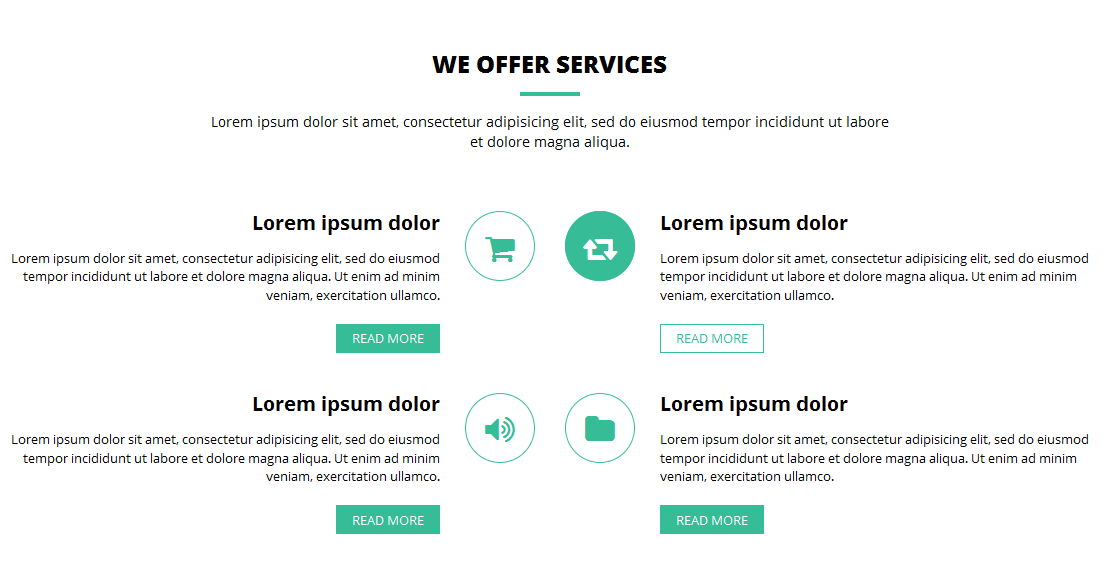 WE OFFER SERVICES
Lorem ipsum dolor sit amet, consectetur adipisicing elit, sed do eiusmod tempor incididunt ut labore
et dolore magna aliqua.
Lorem ipsum dolor
Lorem ipsum dolor sit amet, consectetur adipisicing elit, sed do eiusmod
tempor incididunt ut labore et dolore magna aliqua. Ut enim ad minim
veniam, exercitation ullamco.
READ MORE
Lorem ipsum dolor
Lorem ipsum dolor sit amet, consectetur adipisicing elit, sed do eiusmod
tempor incididunt ut labore et dolore magna aliqua. Ut enim ad minim
veniam, exercitation ullamco.
READ MORE
Lorem ipsum dolor
Lorem ipsum dolor sit amet, consectetur adipisicing elit, sed do eiusmod
tempor incididunt ut labore et dolore magna aliqua. Ut enim ad minim
veniam, exercitation ullamco.
READ MORE
Lorem ipsum dolor
Lorem ipsum dolor sit amet, consectetur adipisicing elit, sed do eiusmod
tempor incididunt ut labore et dolore magna aliqua. Ut enim ad minim
veniam, exercitation ullamco.
READ MORE